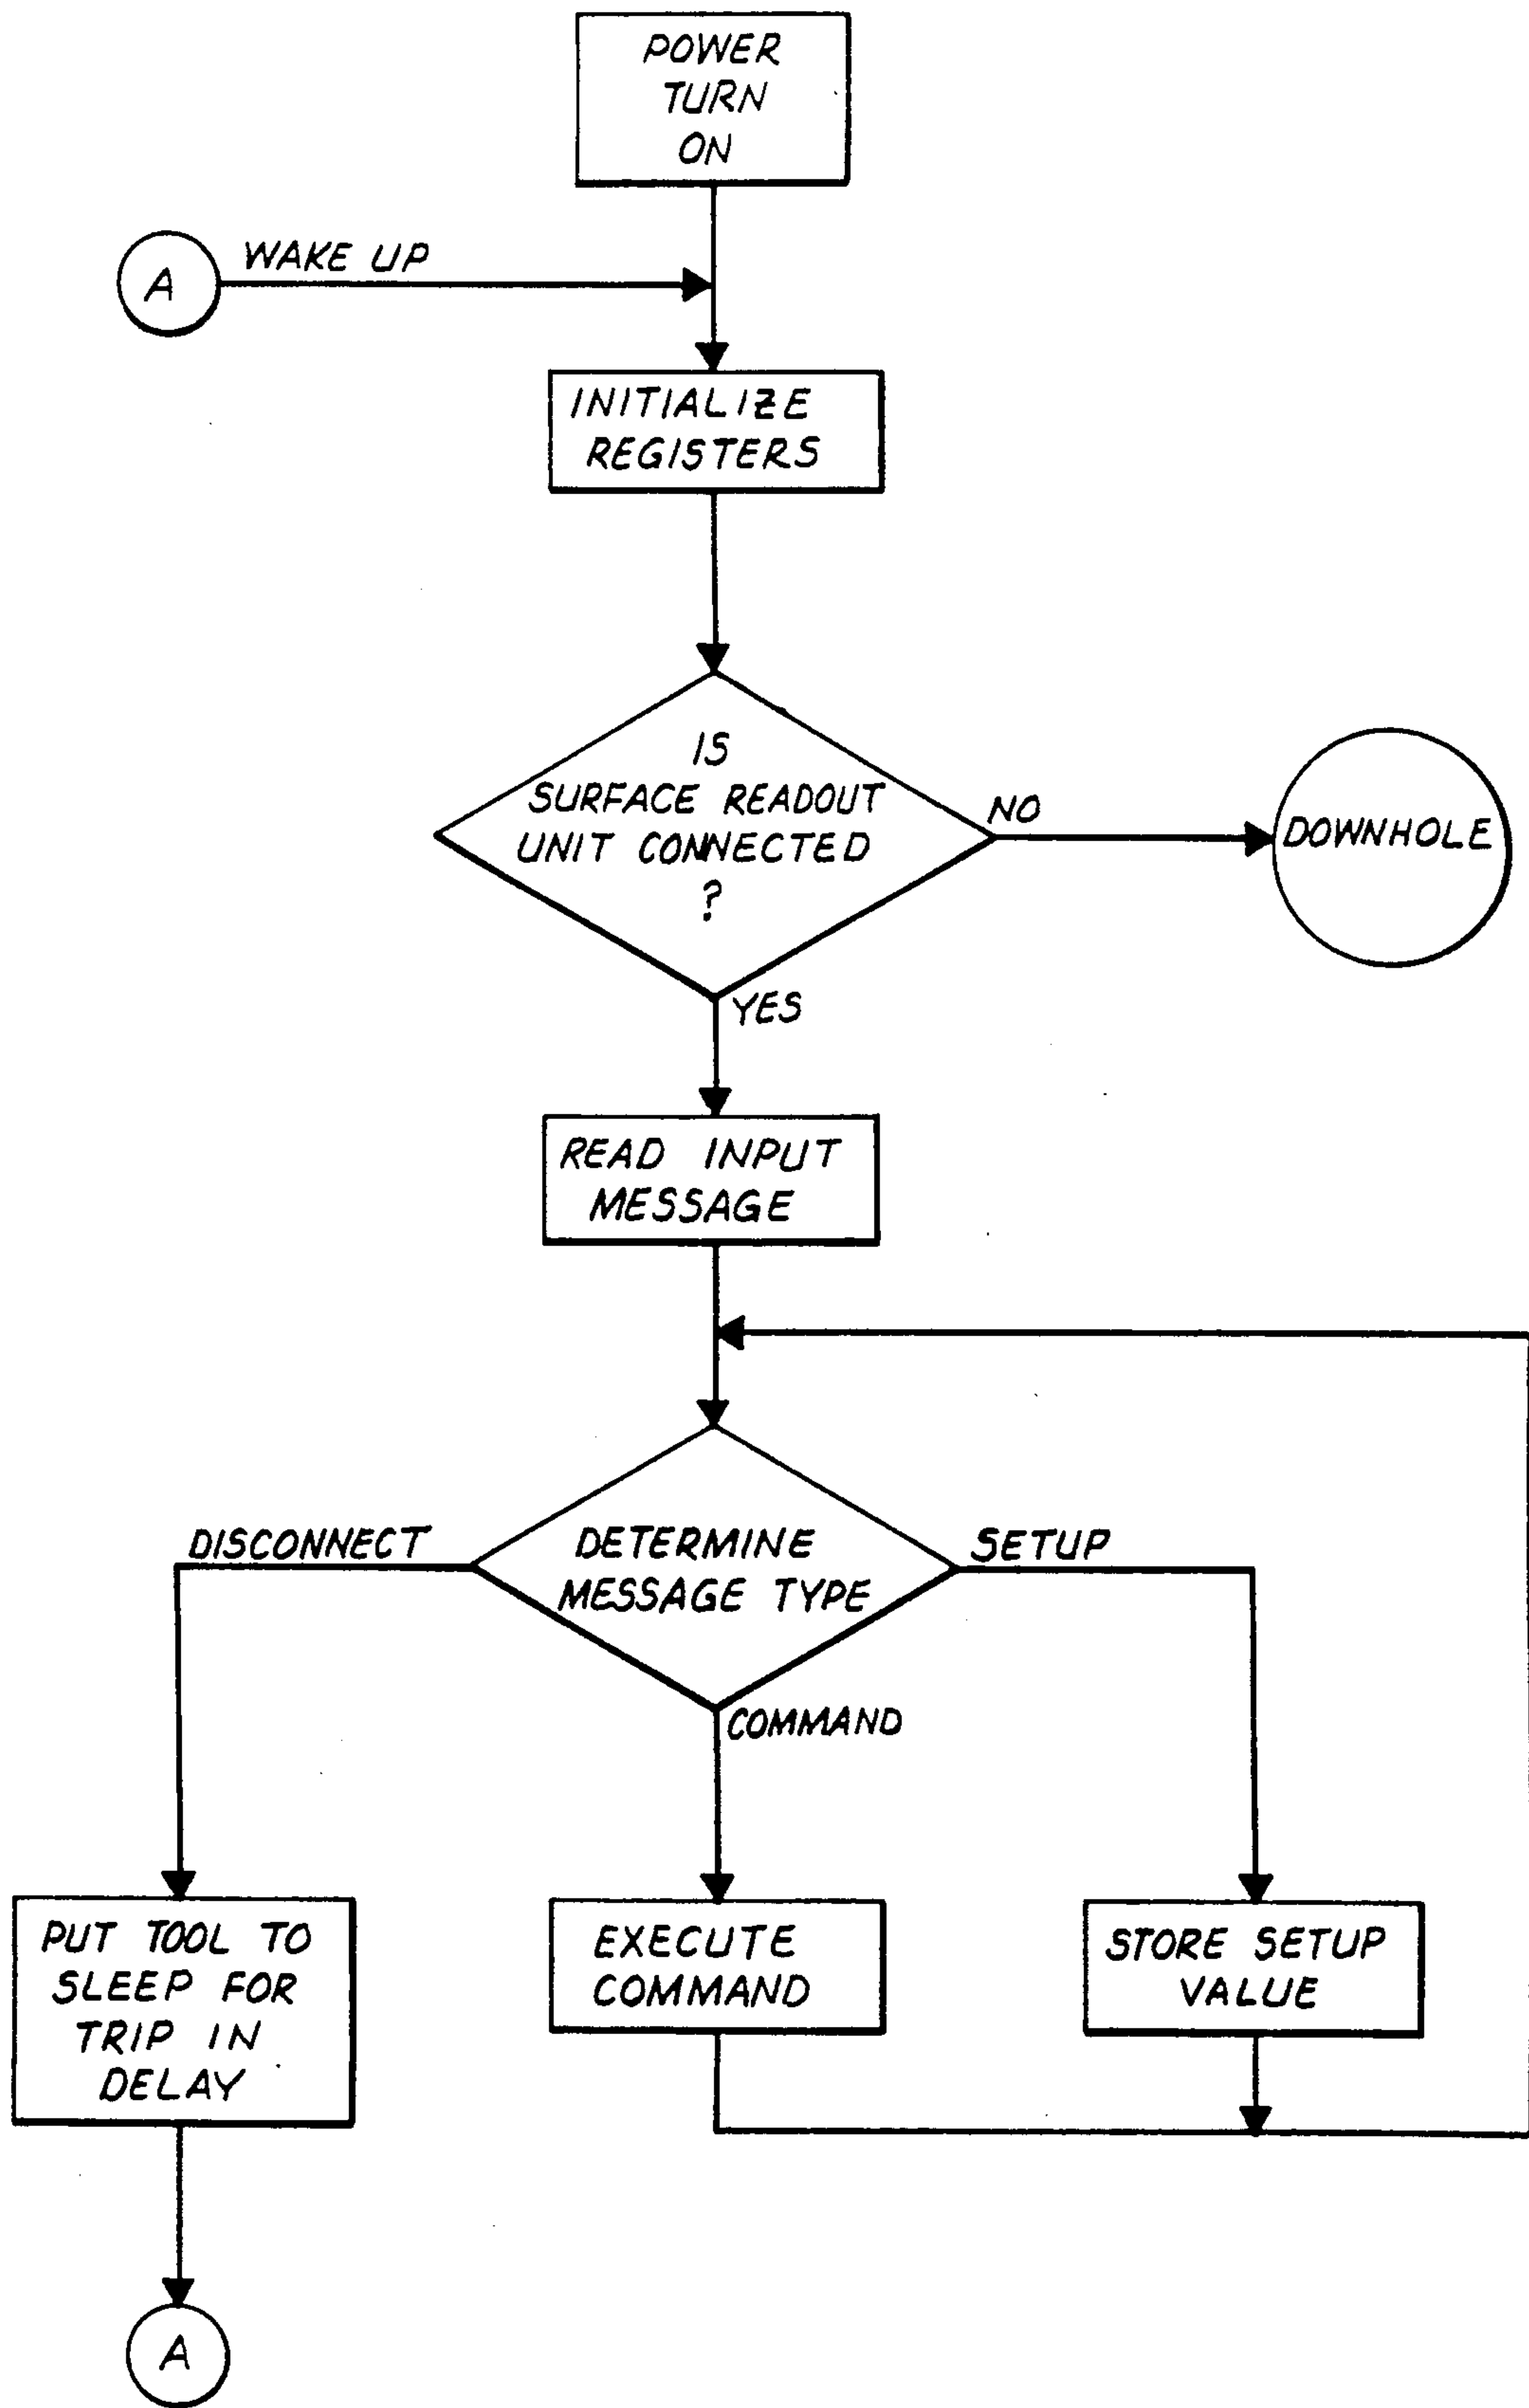 POWER
TURN
ON
A
WAKE UP
INITIALIZE
REGISTERS
IS
SURFACE READOUT
UNIT CONNECTED
?
NO
DOWNHOLE
YES
READ INPUT
MESSAGE
DISCONNECT
DETERMINE
MESSAGE TYPE
SETUP
COMMAND
PUT TOOL TO
SLEEP FOR
TRIP IN
DELAY
EXECUTE
COMMAND
STORE SETUP
VALUE
A